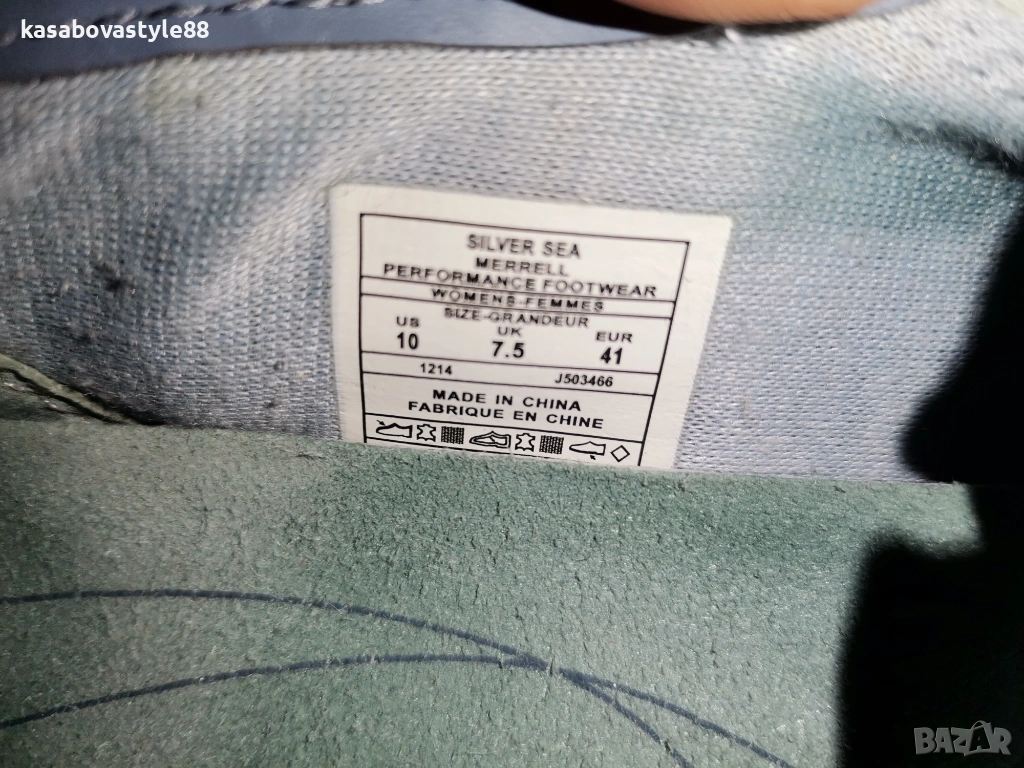 kasabovastyle88
SILVER SEA
MERRELL
PERFORMANCE FOOTWEAR
WOMENS-FEMMES
SIZE-GRANDEUR
US UK EUR
10 7.5 41
1214 J503466
MADE IN CHINA
FABRIQUE EN CHINE
BAZAR